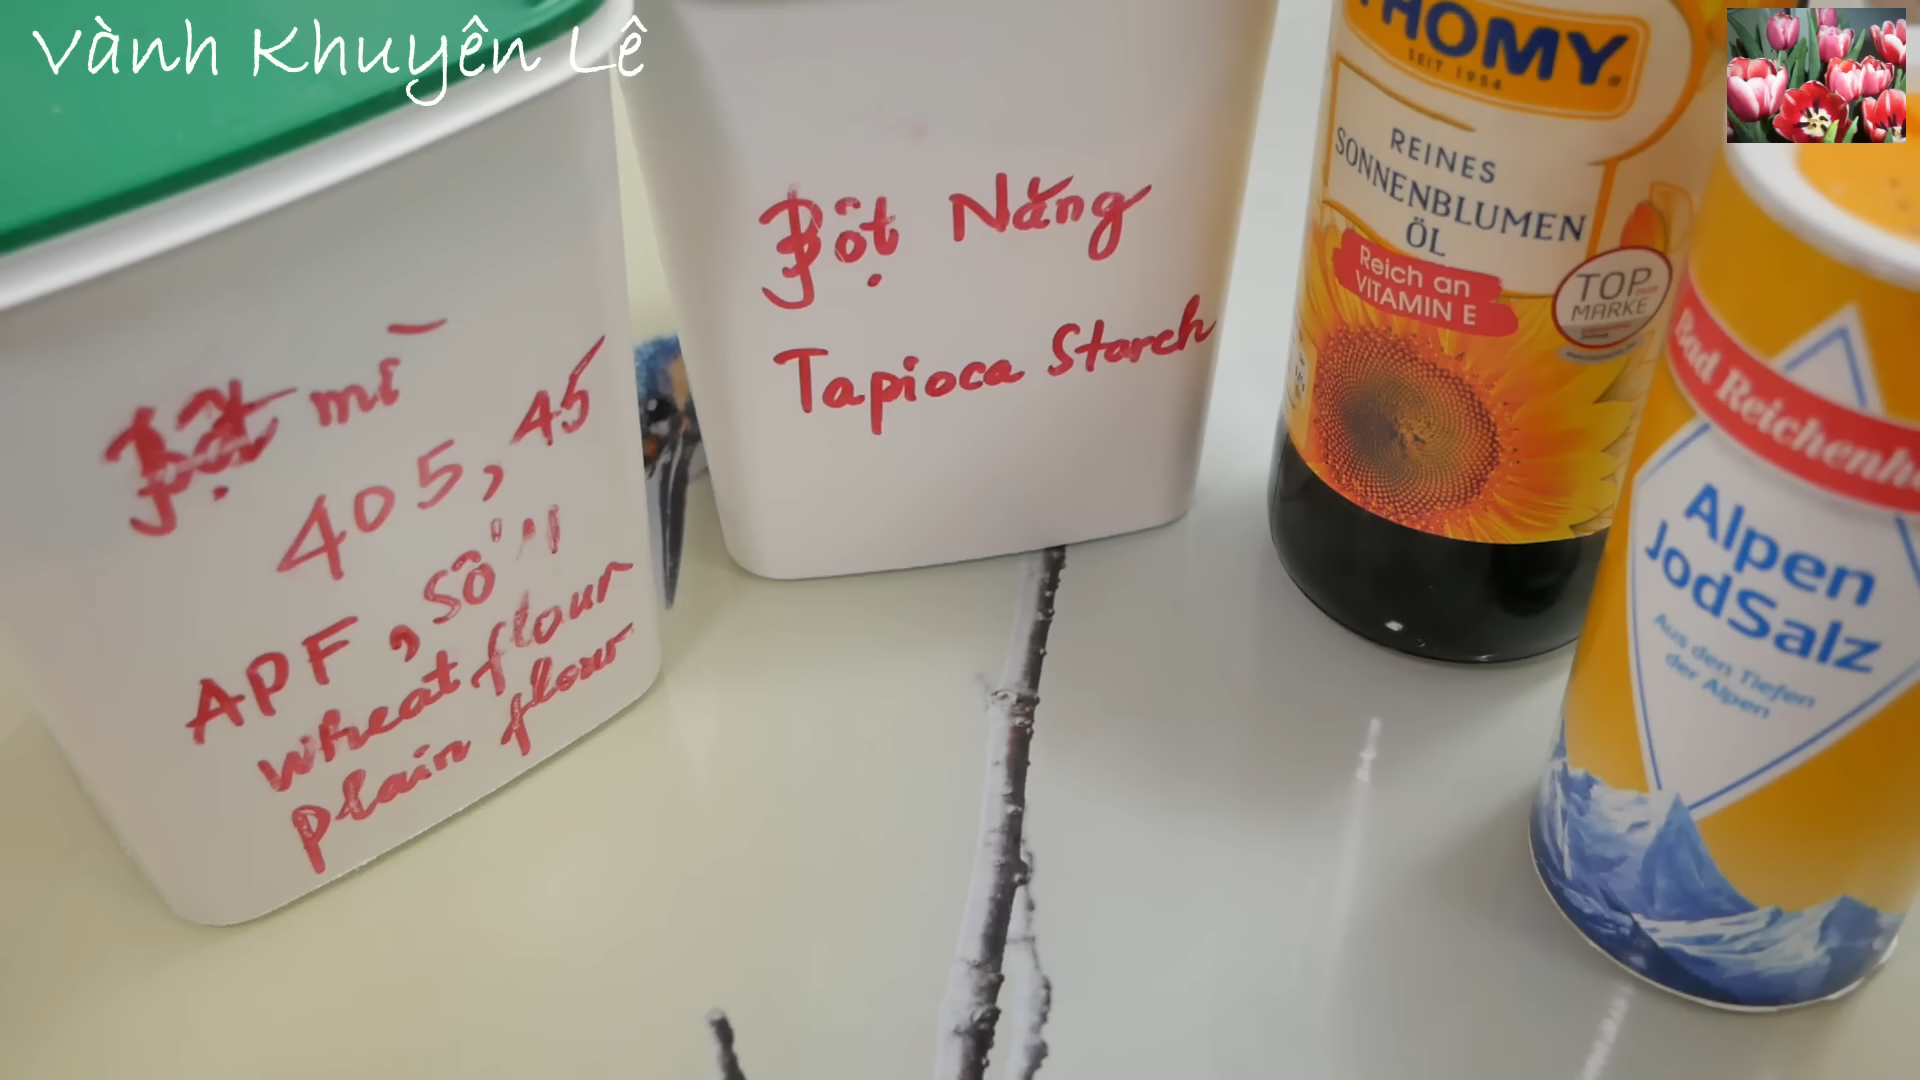 Vành Khuyên Lê
Bột mì
405, 45
APF, Số 11
wheat flour
plain flour
Bột Năng
Tapioca Starch
THOMY
SEIT 1954
REINES
SONNENBLUMEN
ÖL
Reich an
VITAMIN E
TOP
MARKE
Bad Reichenh
Alpen
JodSalz
Aus den Tiefen
der Alpen